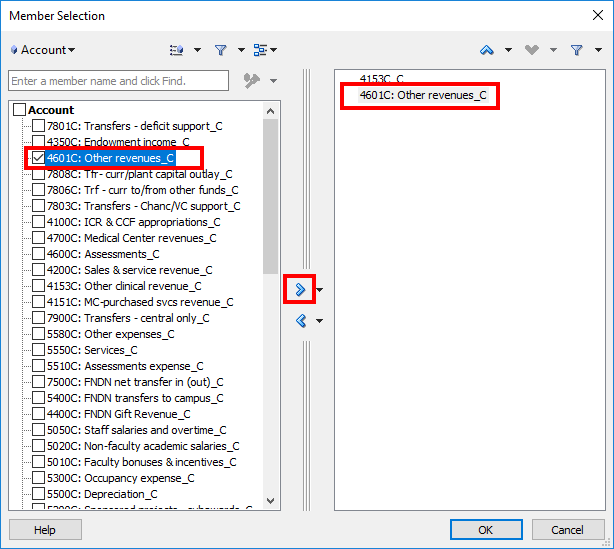 Member Selection
Account
Enter a member name and click Find.
Account
7801C: Transfers - deficit support_C
4350C: Endowment income_C
4601C: Other revenues_C
7808C: Tfr- curr/plant capital outlay_C
7806C: Trf - curr to/from other funds_C
7803C: Transfers - Chanc/VC support_C
4100C: ICR & CCF appropriations_C
4700C: Medical Center revenues_C
4600C: Assessments_C
4200C: Sales & service revenue_C
4153C: Other clinical revenue_C
4151C: MC-purchased svcs revenue_C
7900C: Transfers - central only_C
5580C: Other expenses_C
5550C: Services_C
5510C: Assessments expense_C
7500C: FNDN net transfer in (out)_C
5400C: FNDN transfers to campus_C
4400C: FNDN Gift Revenue_C
5050C: Staff salaries and overtime_C
5020C: Non-faculty academic salaries_C
5010C: Faculty bonuses & incentives_C
5300C: Occupancy expense_C
5500C: Depreciation_C
4153C_C
4601C: Other revenues_C
Help
OK
Cancel